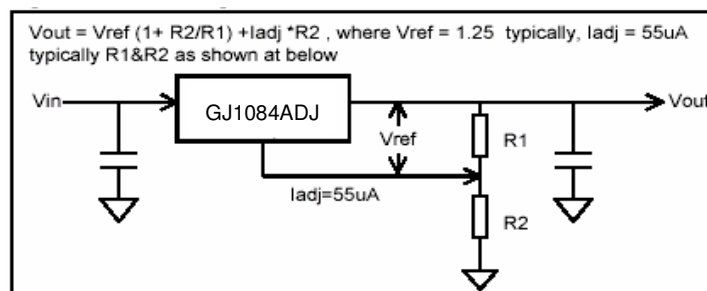 Vout = Vref (1+ R2/R1) +Iadj *R2 , where Vref = 1.25 typically, Iadj = 55uA
typically R1&R2 as shown at below
Vin
GJ1084ADJ
Vout
Vref
R1
Iadj=55uA
R2